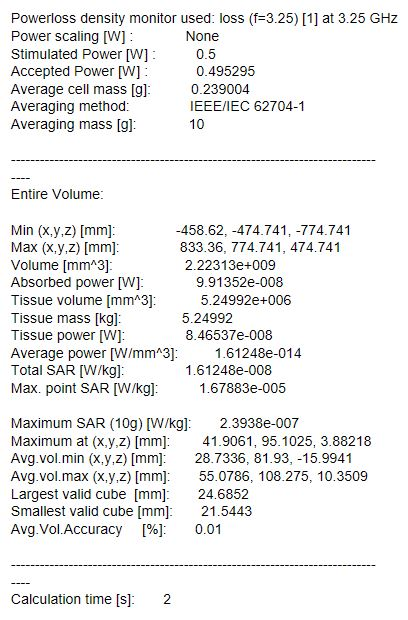 Powerloss density monitor used: loss (f=3.25) [1] at 3.25 GHz
Power scaling [W] : None
Stimulated Power [W] : 0.5
Accepted Power [W] : 0.495295
Average cell mass [g]: 0.239004
Averaging method: IEEE/IEC 62704-1
Averaging mass [g]: 10
--------------------------------------------------------------------------
----
Entire Volume:
Min (x,y,z) [mm]: -458.62, -474.741, -774.741
Max (x,y,z) [mm]: 833.36, 774.741, 474.741
Volume [mm^3]: 2.22313e+009
Absorbed power [W]: 9.91352e-008
Tissue volume [mm^3]: 5.24992e+006
Tissue mass [kg]: 5.24992
Tissue power [W]: 8.46537e-008
Average power [W/mm^3]: 1.61248e-014
Total SAR [W/kg]: 1.61248e-008
Max. point SAR [W/kg]: 1.67883e-005
Maximum SAR (10g) [W/kg]: 2.3938e-007
Maximum at (x,y,z) [mm]: 41.9061, 95.1025, 3.88218
Avg.vol.min (x,y,z) [mm]: 28.7336, 81.93, -15.9941
Avg.vol.max (x,y,z) [mm]: 55.0786, 108.275, 10.3509
Largest valid cube [mm]: 24.6852
Smallest valid cube [mm]: 21.5443
Avg.Vol.Accuracy [%]: 0.01
--------------------------------------------------------------------------
----
Calculation time [s]: 2